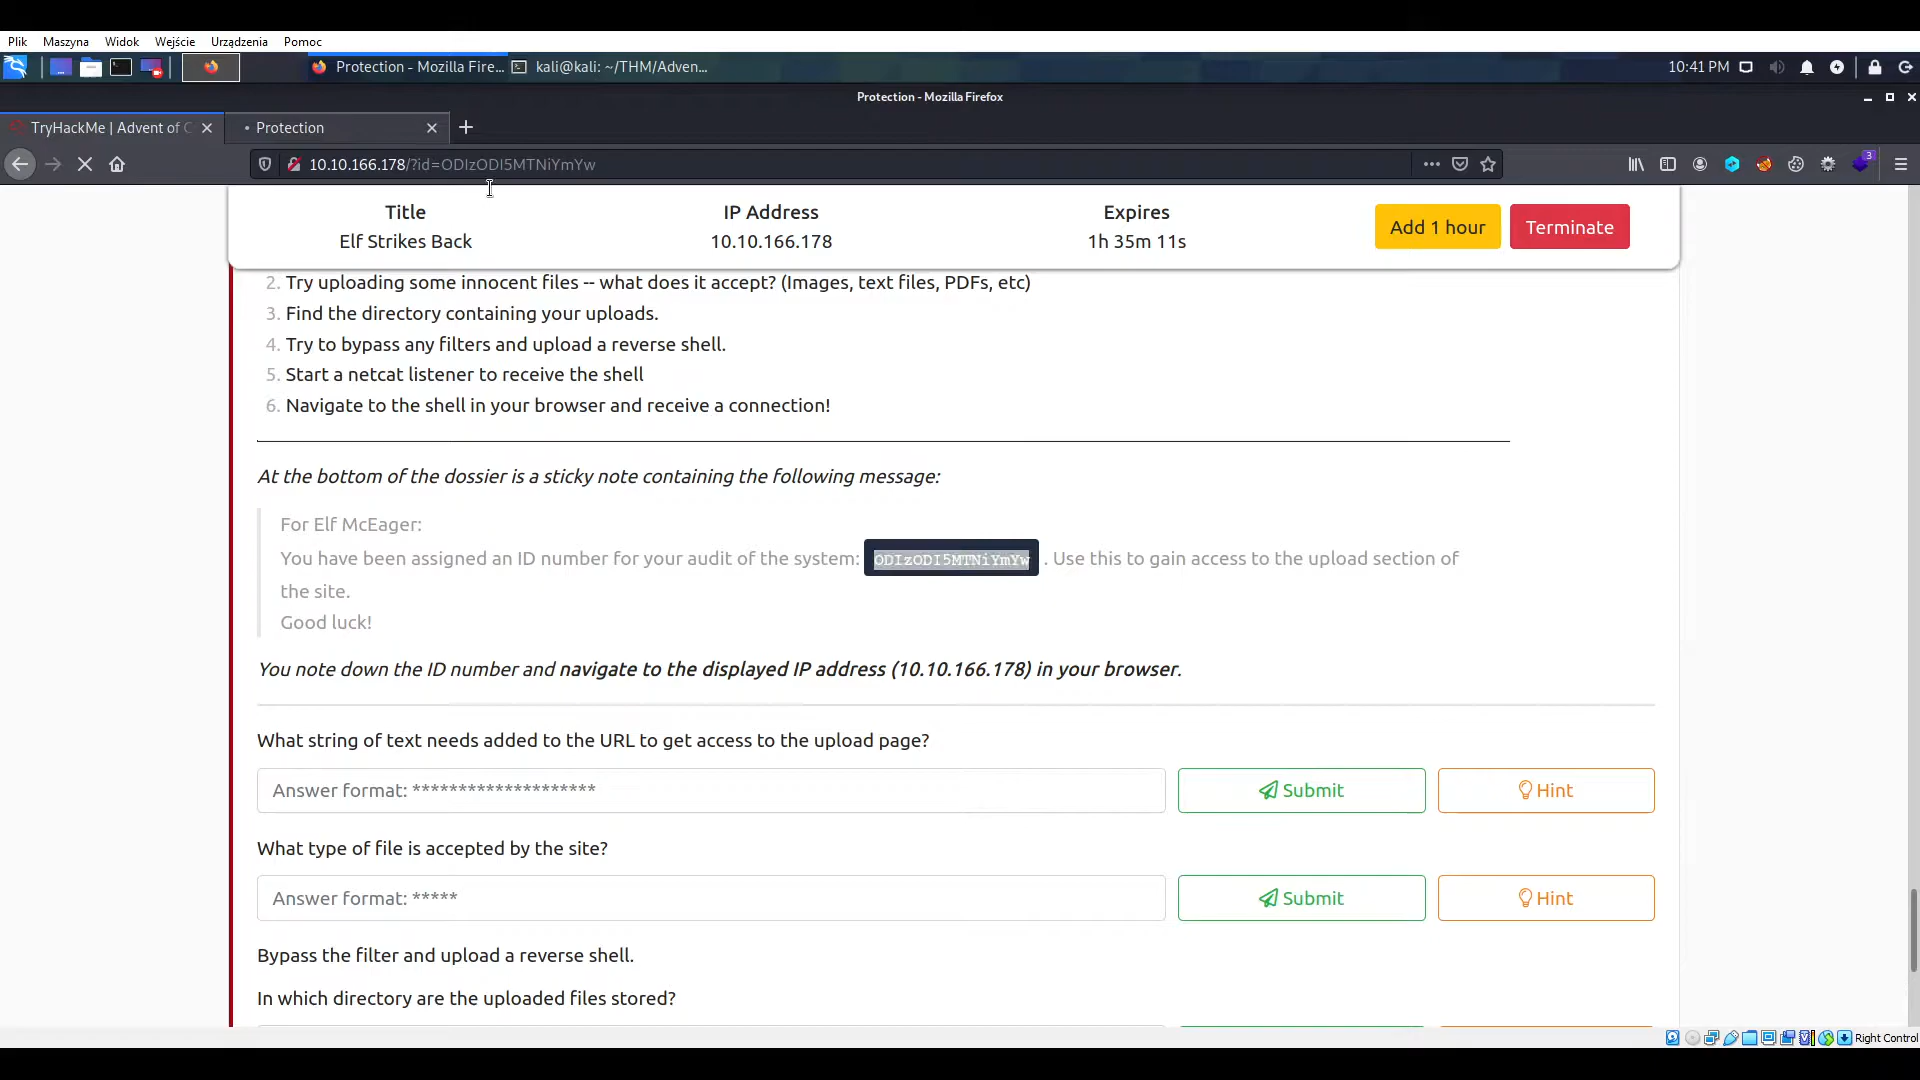 Plik Maszyna Widok Wejście Urządzenia Pomoc
Protection - Mozilla Fire... kali@kali: ~/THM/Adven... 10:41 PM
Protection - Mozilla Firefox
TryHackMe | Advent of C Protection
10.10.166.178/?id=ODIzODI5MTNiYmYw 3
Title IP Address Expires
Elf Strikes Back 10.10.166.178 1h 35m 11s Add 1 hour Terminate
2. Try uploading some innocent files -- what does it accept? (Images, text files, PDFs, etc)
3. Find the directory containing your uploads.
4. Try to bypass any filters and upload a reverse shell.
5. Start a netcat listener to receive the shell
6. Navigate to the shell in your browser and receive a connection!
At the bottom of the dossier is a sticky note containing the following message:
For Elf McEager:
You have been assigned an ID number for your audit of the system: ODIzODI5MTNiYmYw . Use this to gain access to the upload section of
the site.
Good luck!
You note down the ID number and navigate to the displayed IP address (10.10.166.178) in your browser.
What string of text needs added to the URL to get access to the upload page?
Answer format: ******************** Submit Hint
What type of file is accepted by the site?
Answer format: ***** Submit Hint
Bypass the filter and upload a reverse shell.
In which directory are the uploaded files stored?
Right Control